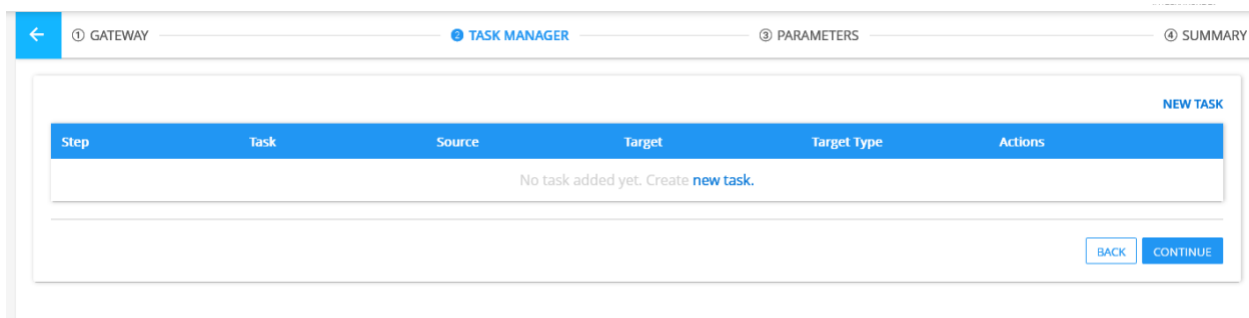 ① GATEWAY ❷ TASK MANAGER ③ PARAMETERS ④ SUMMARY
NEW TASK
Step Task Source Target Target Type Actions
No task added yet. Create new task.
BACK CONTINUE